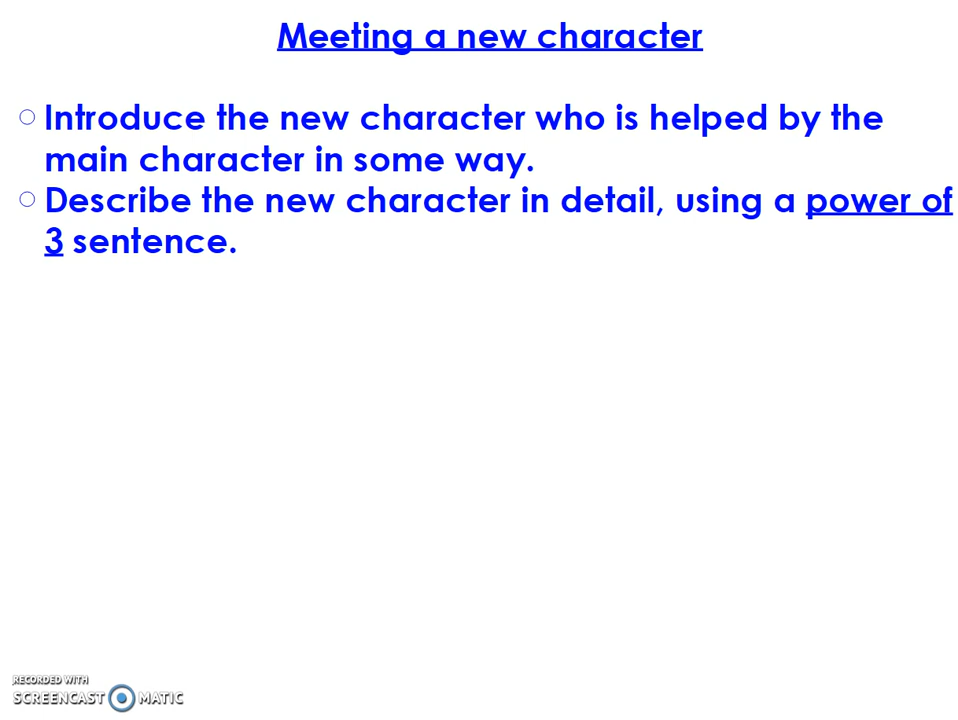 Meeting a new character
Introduce the new character who is helped by the
main character in some way.
Describe the new character in detail, using a power of
3 sentence.
RECORDED WITH
SCREENCAST MATIC